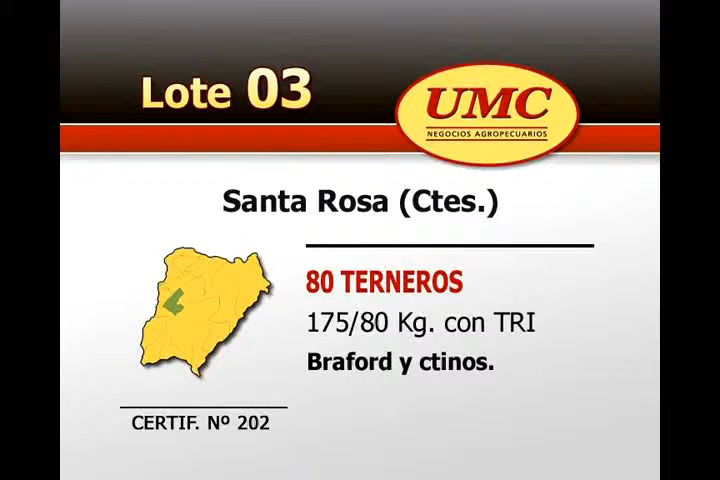 Lote 03
UMC
NEGOCIOS AGROPECUARIOS
Santa Rosa (Ctes.)
80 TERNEROS
175/80 Kg. con TRI
Braford y ctinos.
CERTIF. Nº 202